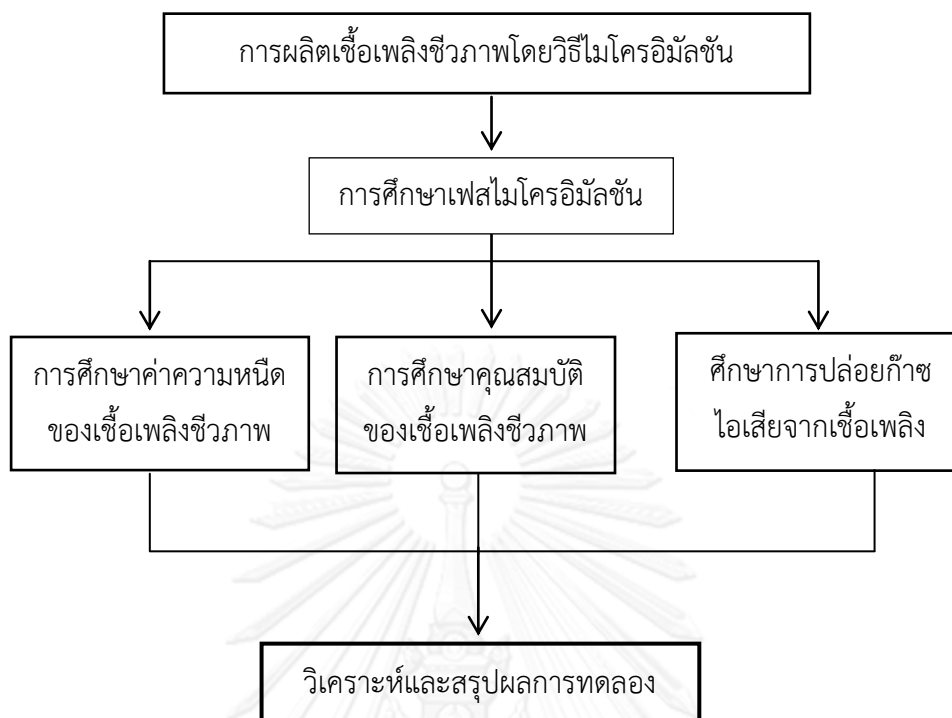 การผลิตเชื้อเพลิงชีวภาพโดยวิธีไมโครอิมัลชัน
การศึกษาเฟสไมโครอิมัลชัน
การศึกษาค่าความหนืด
ของเชื้อเพลิงชีวภาพ
การศึกษาคุณสมบัติ
ของเชื้อเพลิงชีวภาพ
ศึกษาการปล่อยก๊าซ
ไอเสียจากเชื้อเพลิง
วิเคราะห์และสรุปผลการทดลอง